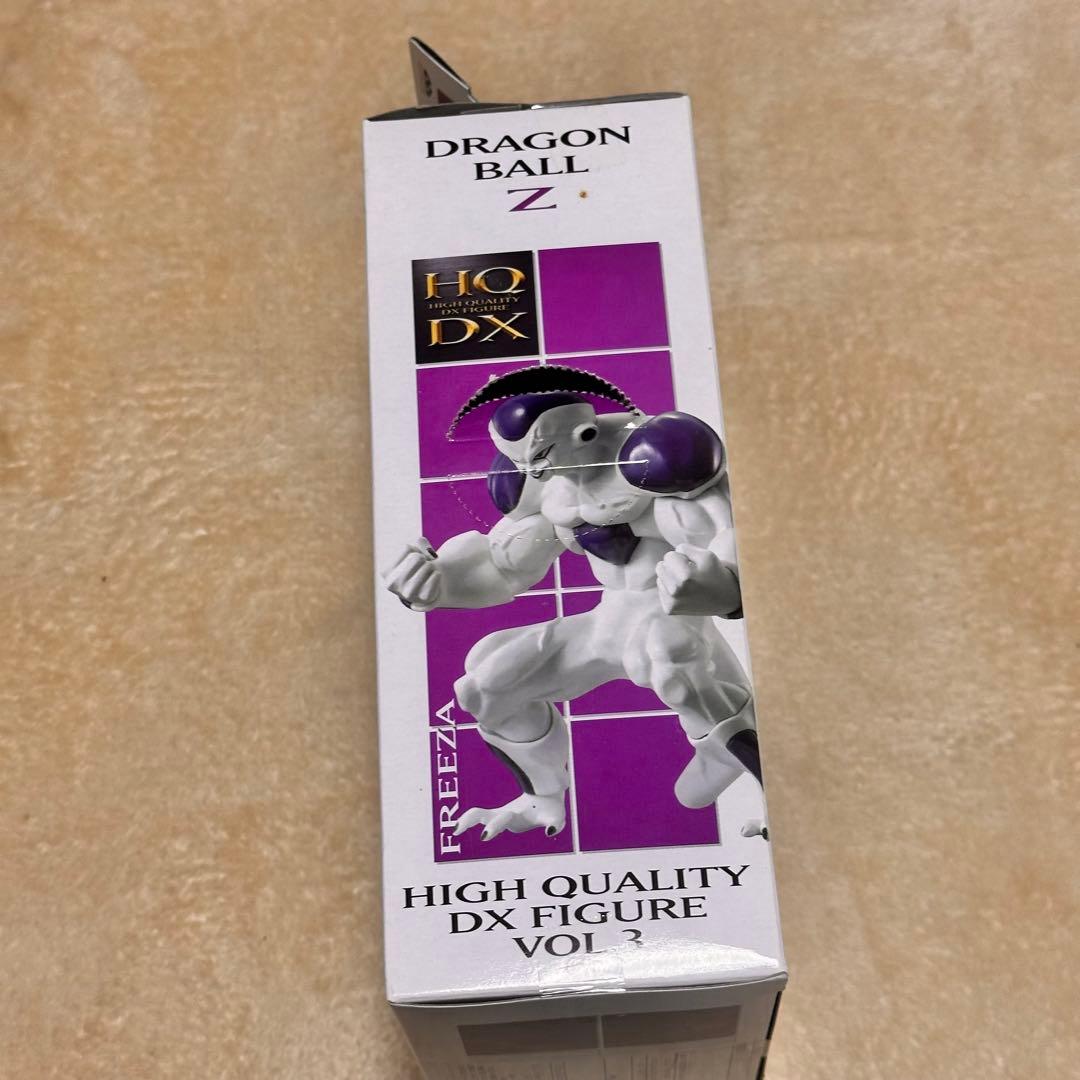 DRAGON
BALL
Z
HQ
HIGH QUALITY
DX FIGURE
DX
FREEZA
HIGH QUALITY
DX FIGURE
VOL.3